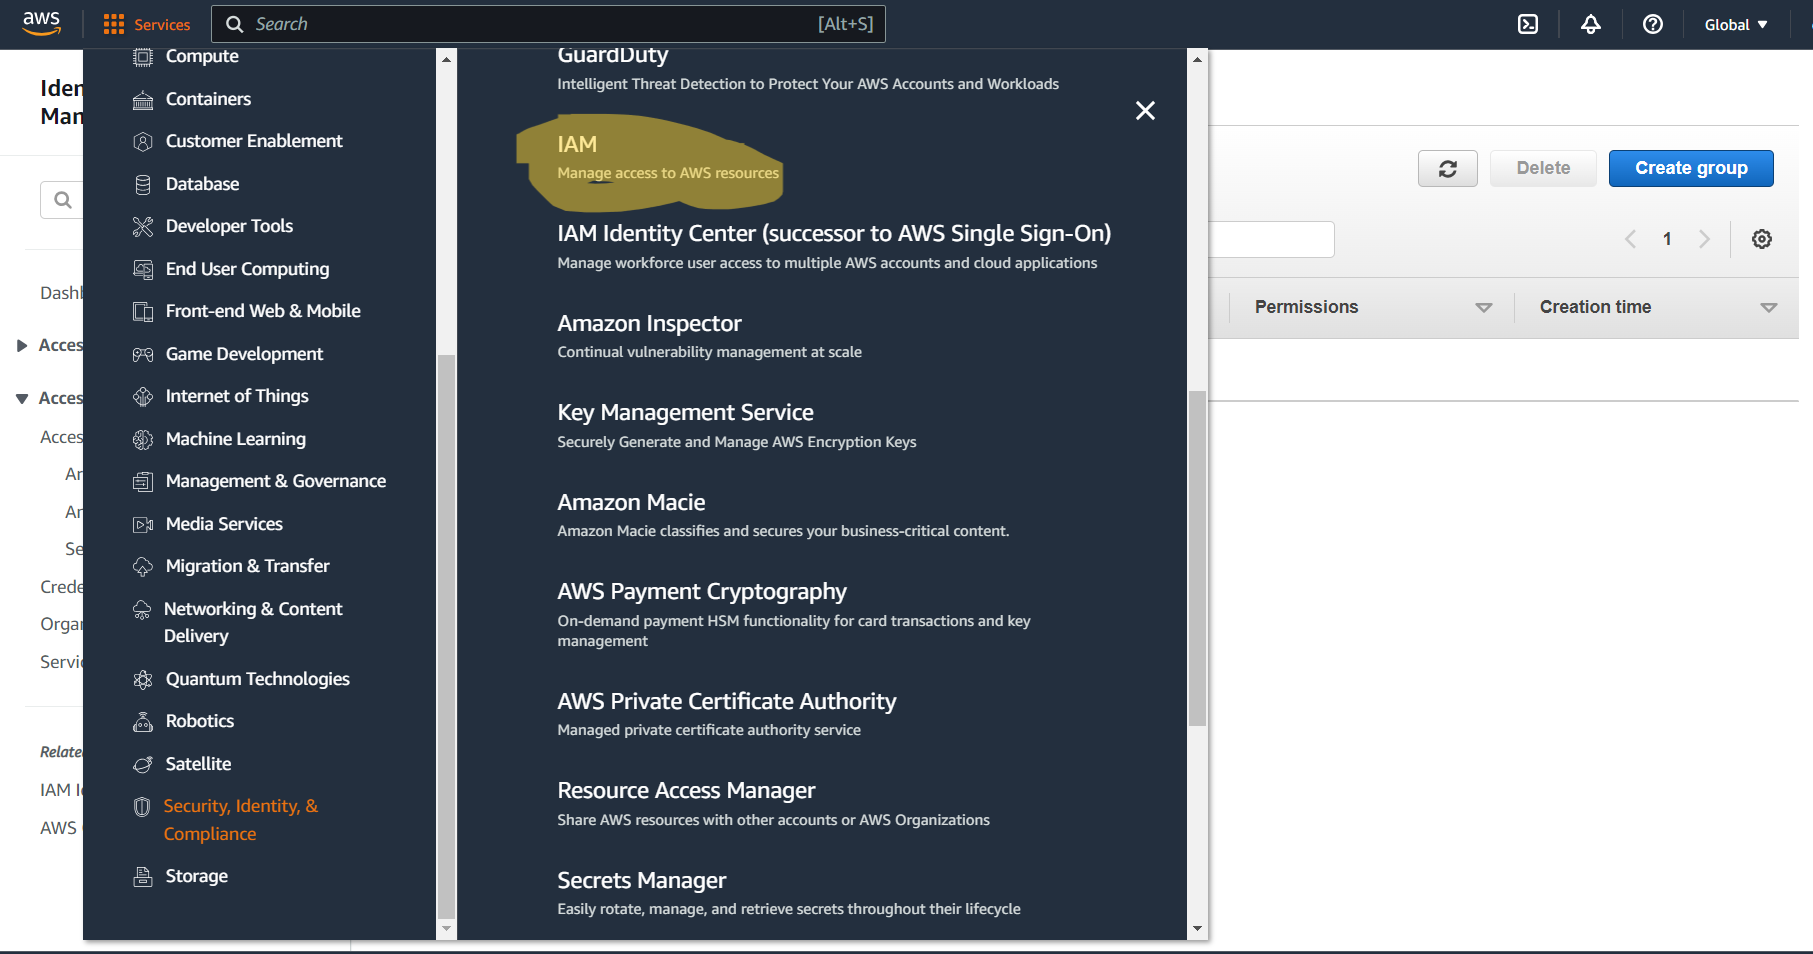 aws
Services
Search
[Alt+S]
Global
Iden
Man
Dashb
Acces
Acces
Acces
An
An
Se
Crede
Organ
Servic
Relate
IAM Id
AWS
Compute
Containers
Customer Enablement
Database
Developer Tools
End User Computing
Front-end Web & Mobile
Game Development
Internet of Things
Machine Learning
Management & Governance
Media Services
Migration & Transfer
Networking & Content
Delivery
Quantum Technologies
Robotics
Satellite
Security, Identity, &
Compliance
Storage
GuardDuty
Intelligent Threat Detection to Protect Your AWS Accounts and Workloads
IAM
Manage access to AWS resources
IAM Identity Center (successor to AWS Single Sign-On)
Manage workforce user access to multiple AWS accounts and cloud applications
Amazon Inspector
Continual vulnerability management at scale
Key Management Service
Securely Generate and Manage AWS Encryption Keys
Amazon Macie
Amazon Macie classifies and secures your business-critical content.
AWS Payment Cryptography
On-demand payment HSM functionality for card transactions and key
management
AWS Private Certificate Authority
Managed private certificate authority service
Resource Access Manager
Share AWS resources with other accounts or AWS Organizations
Secrets Manager
Easily rotate, manage, and retrieve secrets throughout their lifecycle
Delete
Create group
1
Permissions
Creation time